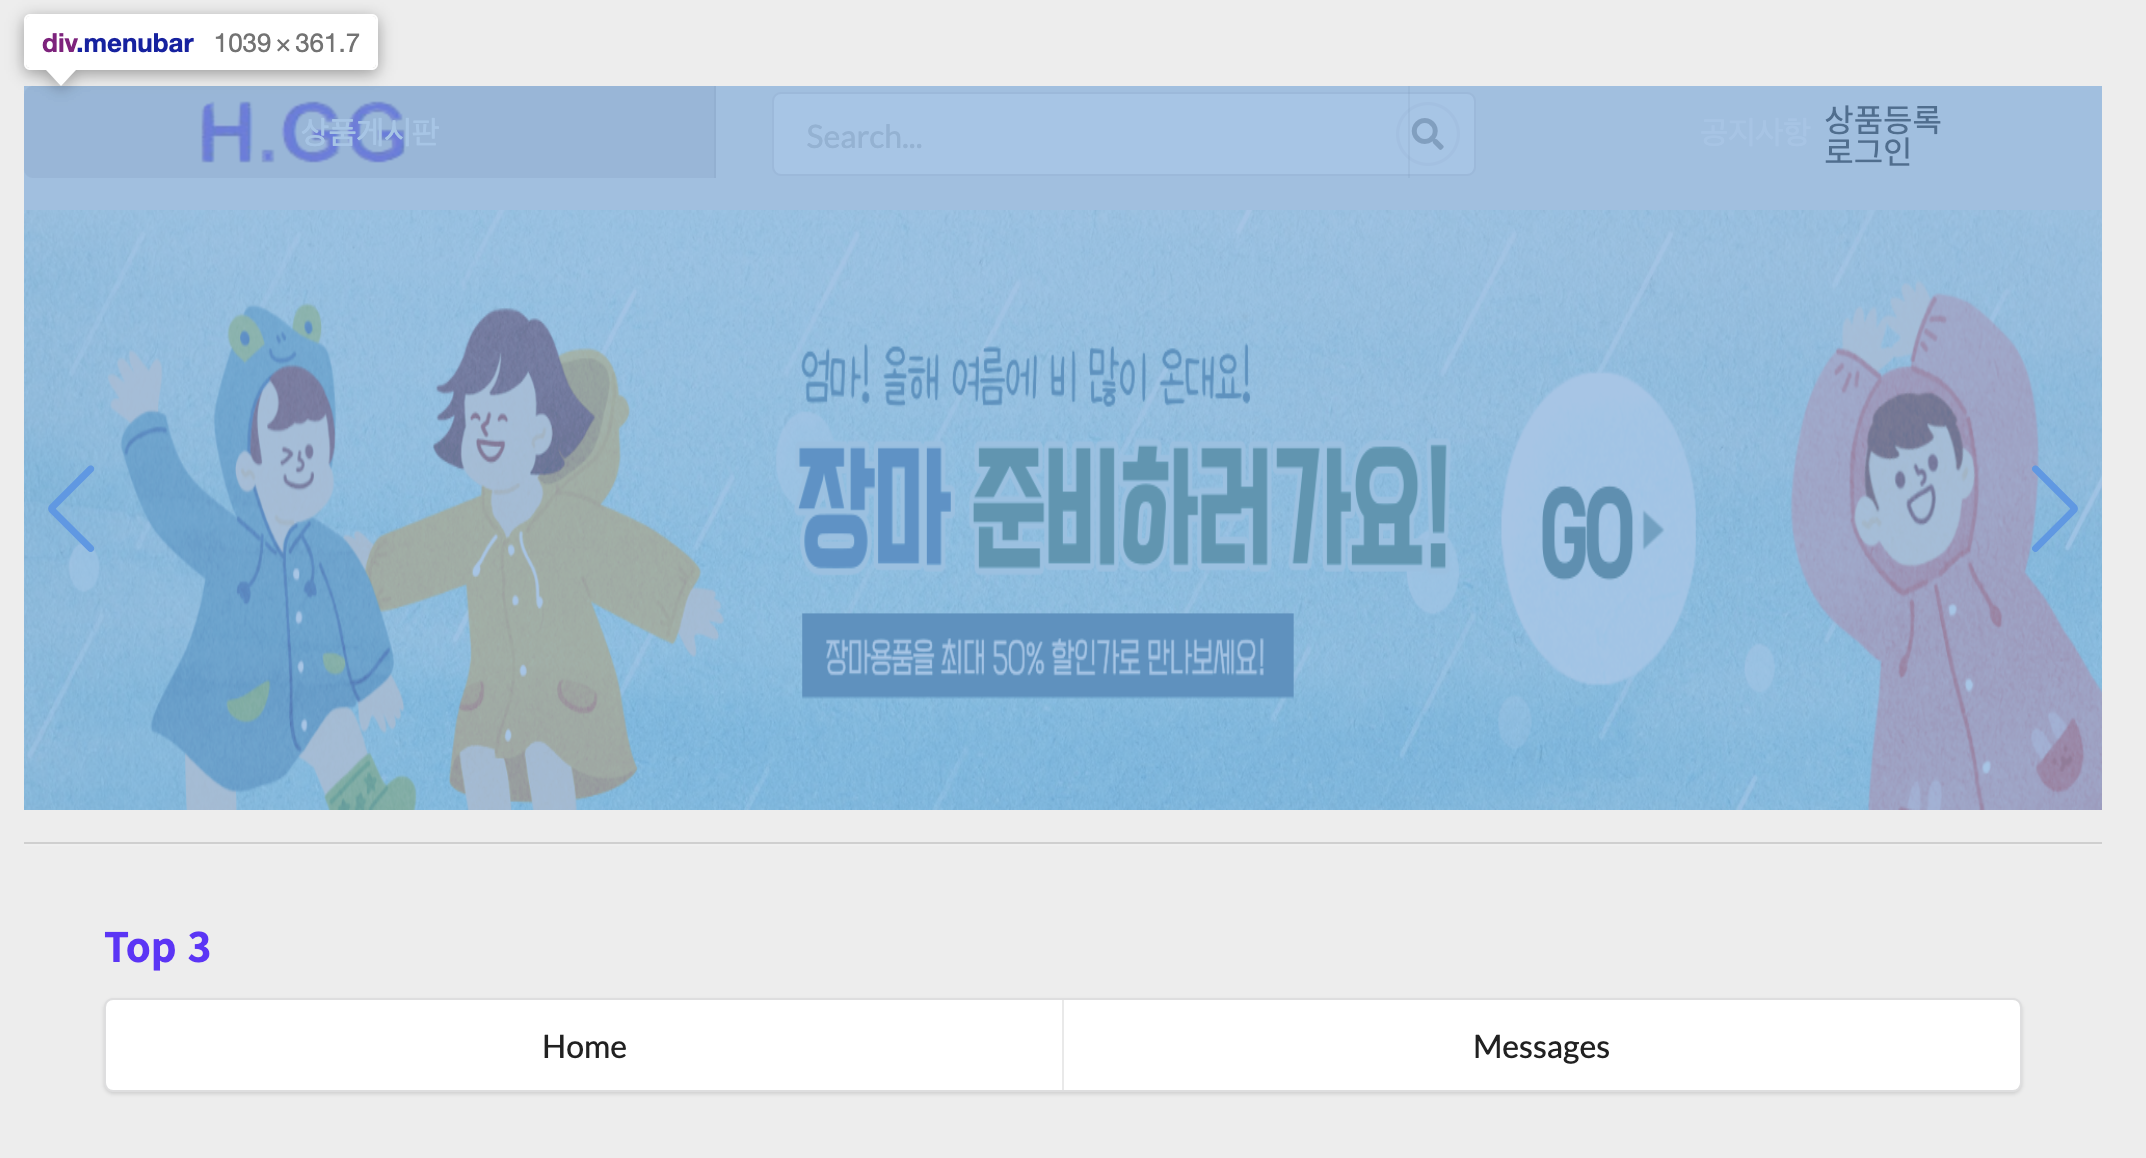 div.menubar 1039 × 361.7
H.GG
상품게시판
Search...
공지사항
상품등록
로그인
엄마! 올해 여름에 비 많이 온대요!
장마 준비하러가요!
GO
장마용품을 최대 50% 할인가로 만나보세요!
Top 3
Home
Messages